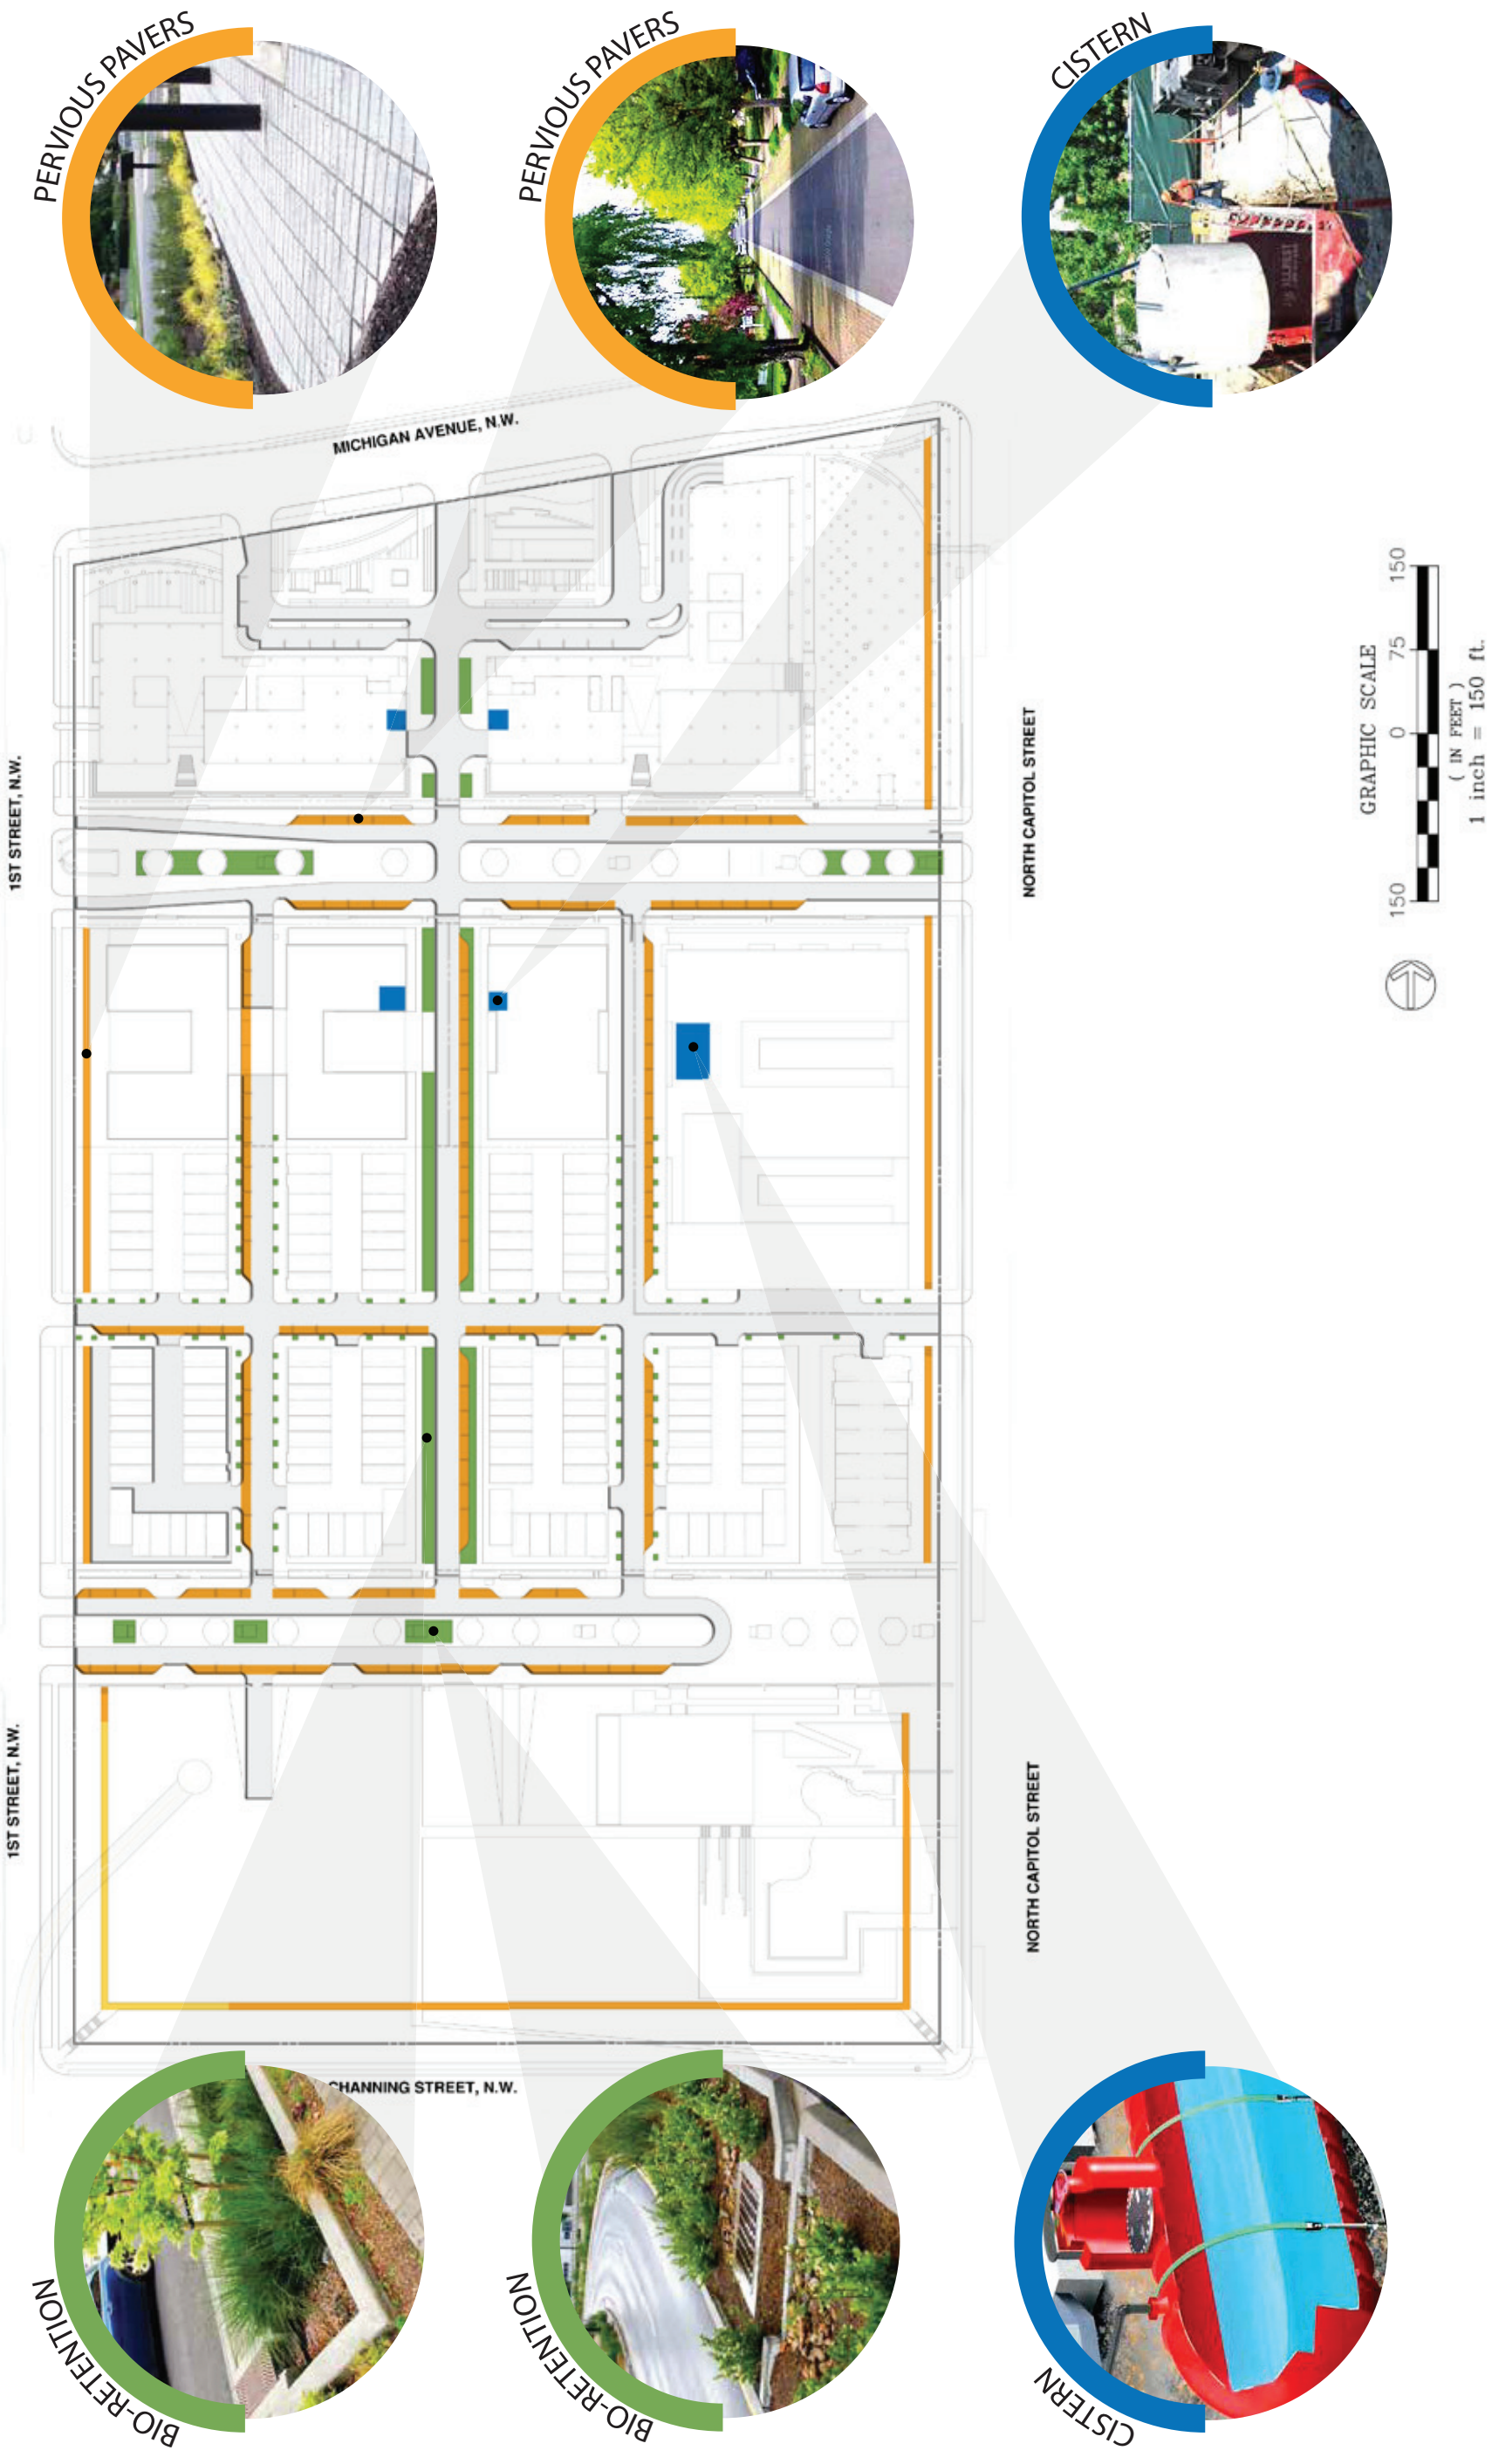 PERVIOUS PAVERS
PERVIOUS PAVERS
CISTERN
MICHIGAN AVENUE, N.W.
1ST STREET, N.W.
NORTH CAPITOL STREET
GRAPHIC SCALE
150
0
75
150
( IN FEET )
1 inch = 150 ft.
1ST STREET, N.W.
NORTH CAPITOL STREET
CHANNING STREET, N.W.
BIO-RETENTION
BIO-RETENTION
CISTERN